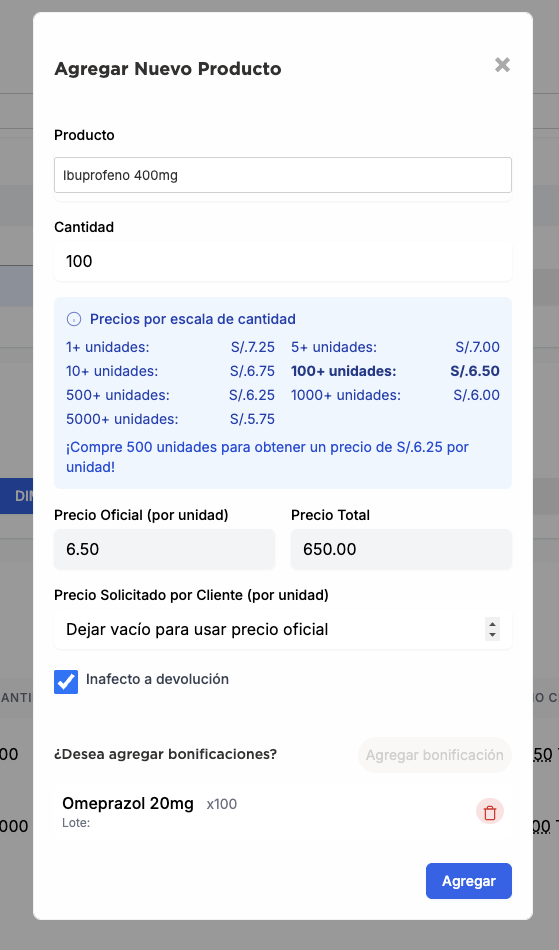 Agregar Nuevo Producto
Producto
Ibuprofeno 400mg
Cantidad
100
Precios por escala de cantidad
1+ unidades: S/.7.25 5+ unidades: S/.7.00
10+ unidades: S/.6.75 100+ unidades: S/.6.50
500+ unidades: S/.6.25 1000+ unidades: S/.6.00
5000+ unidades: S/.5.75
¡Compre 500 unidades para obtener un precio de S/.6.25 por
unidad!
Precio Oficial (por unidad) Precio Total
6.50 650.00
Precio Solicitado por Cliente (por unidad)
Dejar vacío para usar precio oficial
Inafecto a devolución
¿Desea agregar bonificaciones? Agregar bonificación
Omeprazol 20mg x100
Lote:
Agregar